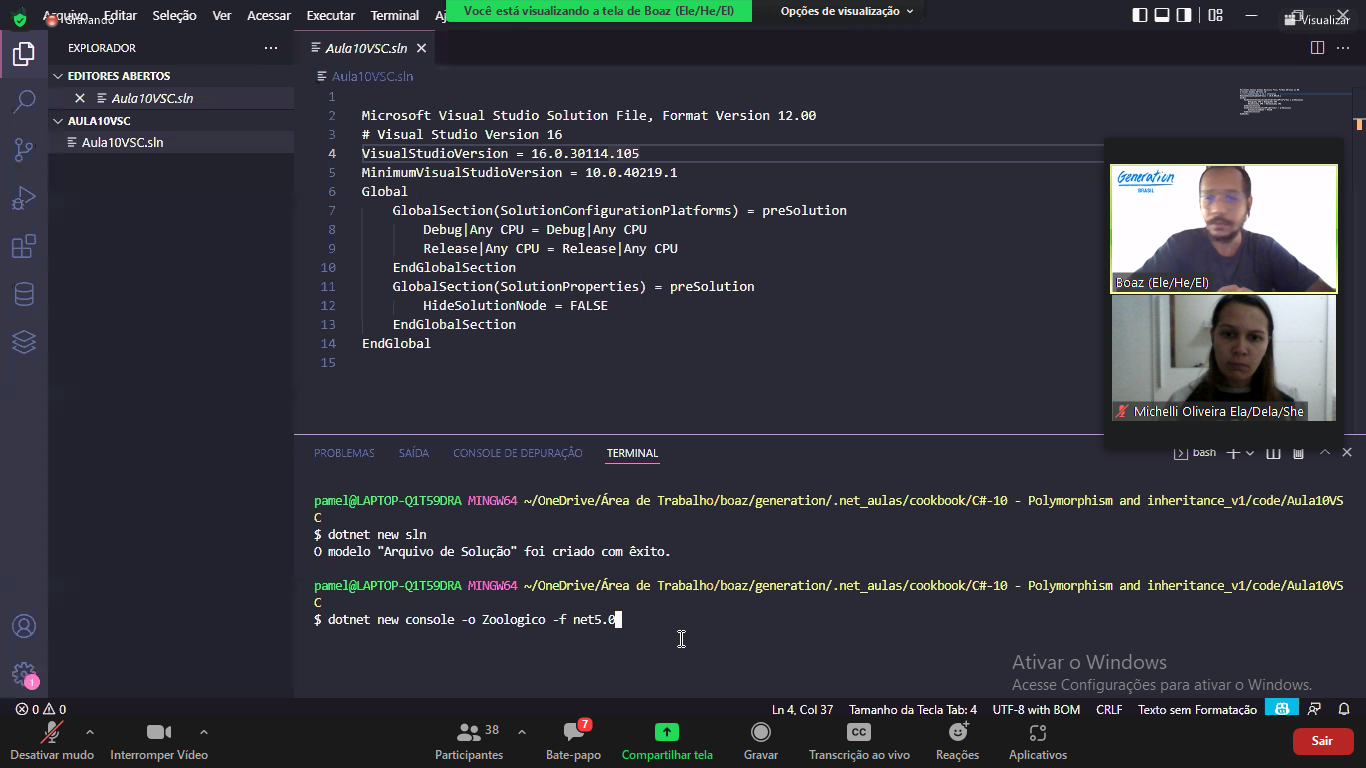 Arquivo
Editar
Seleção
Ver
Acessar
Executar
Terminal
Gravando
Você está visualizando a tela de Boaz (Ele/He/El)
Opções de visualização
Visualizar
EXPLORADOR
EDITORES ABERTOS
Aula10VSC.sln
AULA10VSC
Aula10VSC.sln
Aula10VSC.sln
Aula10VSC.sln
1
2 Microsoft Visual Studio Solution File, Format Version 12.00
3 # Visual Studio Version 16
4 VisualStudioVersion = 16.0.30114.105
5 MinimumVisualStudioVersion = 10.0.40219.1
6 Global
7 GlobalSection(SolutionConfigurationPlatforms) = preSolution
8 Debug|Any CPU = Debug|Any CPU
9 Release|Any CPU = Release|Any CPU
10 EndGlobalSection
11 GlobalSection(SolutionProperties) = preSolution
12 HideSolutionNode = FALSE
13 EndGlobalSection
14 EndGlobal
15
Generation
BRASIL
Boaz (Ele/He/El)
Michelli Oliveira Ela/Dela/She
PROBLEMAS
SAÍDA
CONSOLE DE DEPURAÇÃO
TERMINAL
bash
pamel@LAPTOP-Q1T59DRA MINGW64 ~/OneDrive/Área de Trabalho/boaz/generation/.net_aulas/cookbook/C#-10 - Polymorphism and inheritance_v1/code/Aula10VS
C
$ dotnet new sln
O modelo "Arquivo de Solução" foi criado com êxito.
pamel@LAPTOP-Q1T59DRA MINGW64 ~/OneDrive/Área de Trabalho/boaz/generation/.net_aulas/cookbook/C#-10 - Polymorphism and inheritance_v1/code/Aula10VS
C
$ dotnet new console -o Zoologico -f net5.0
Ativar o Windows
Acesse Configurações para ativar o Windows.
1
0 0
Ln 4, Col 37
Tamanho da Tecla Tab: 4
UTF-8 with BOM
CRLF
Texto sem Formatação
Desativar mudo
Interromper Vídeo
38
Participantes
7
Bate-papo
Compartilhar tela
Gravar
CC
Transcrição ao vivo
Reações
Aplicativos
Sair